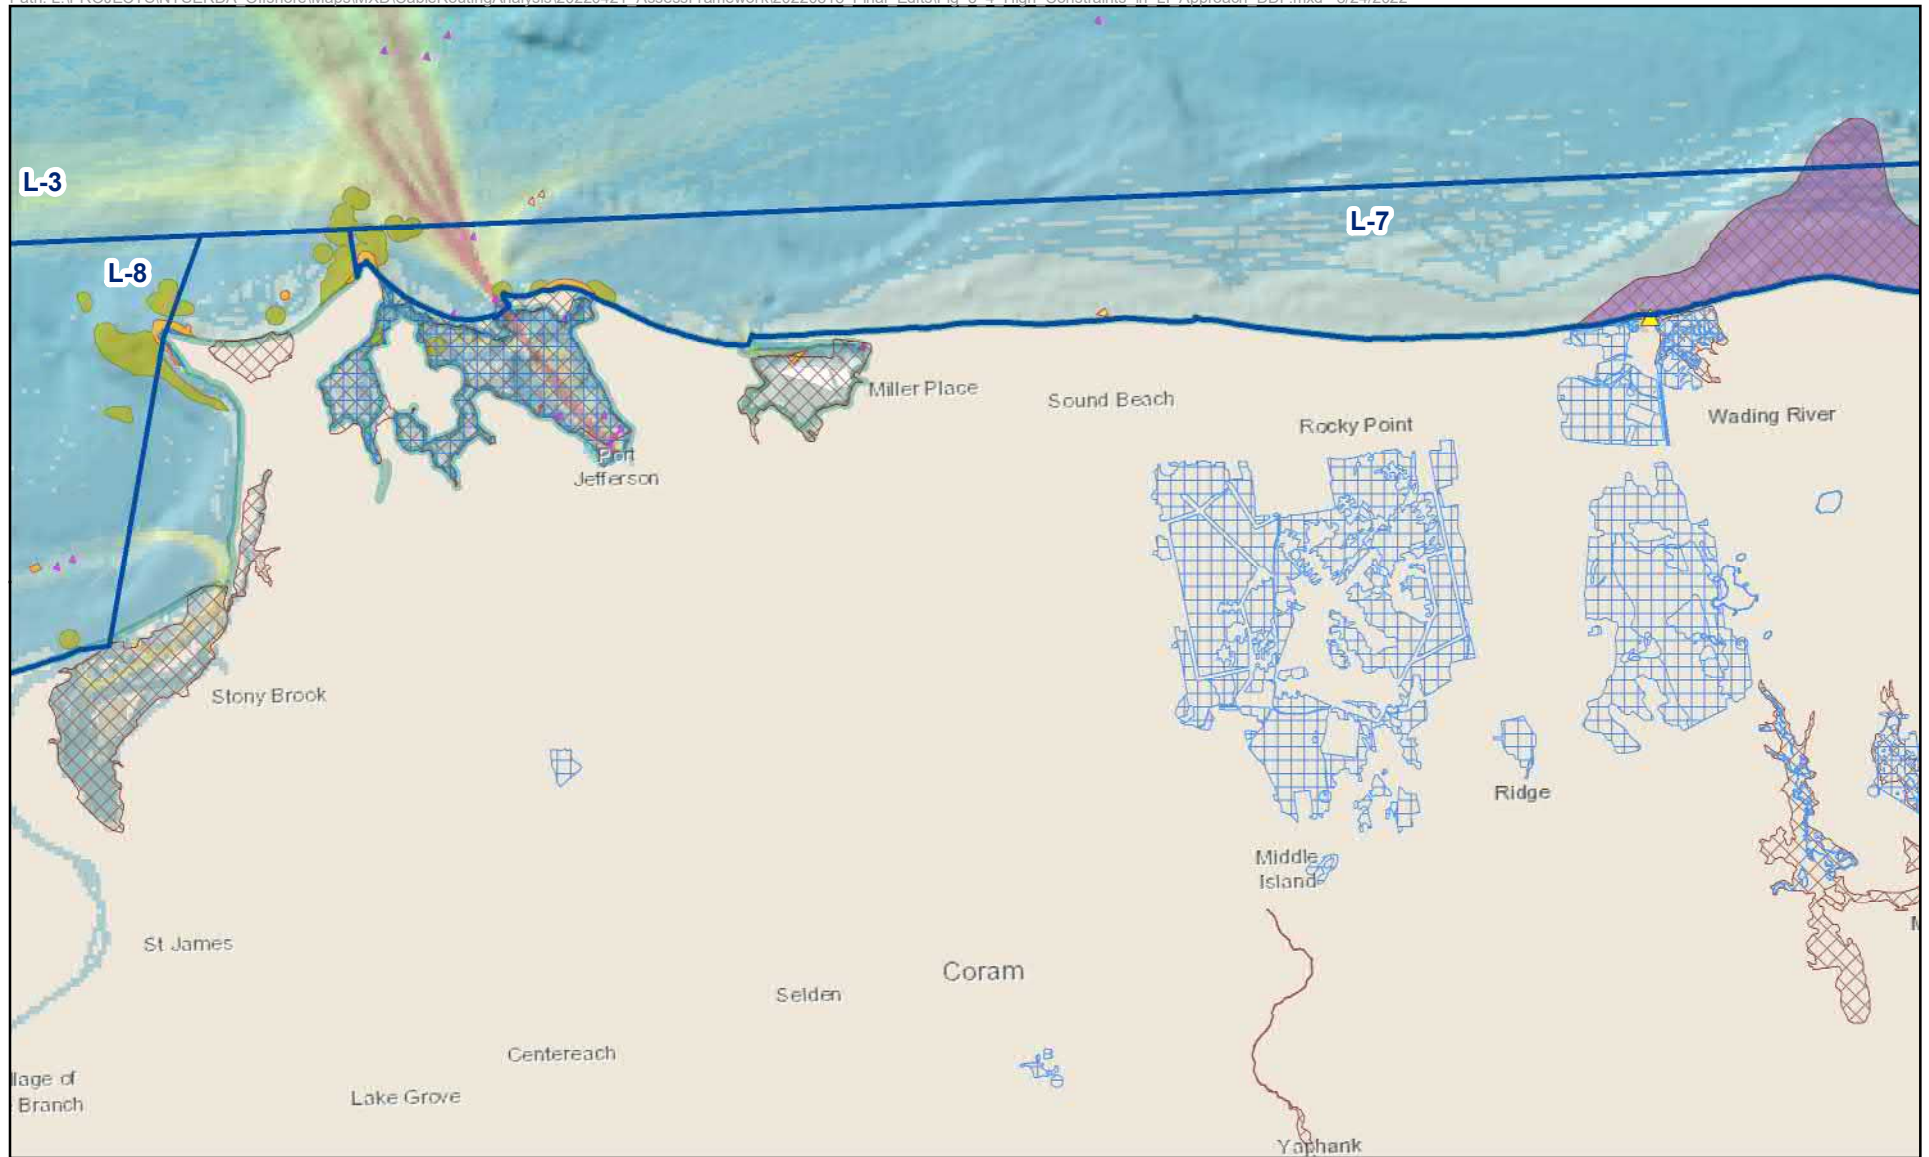 L-3
L-8
L-7
Miller Place
Sound Beach
Rocky Point
Wading River
Port
Jefferson
Stony Brook
Ridge
Middle
Island
St James
Coram
Selden
Centereach
lage of
Branch
Lake Grove
Yaphank